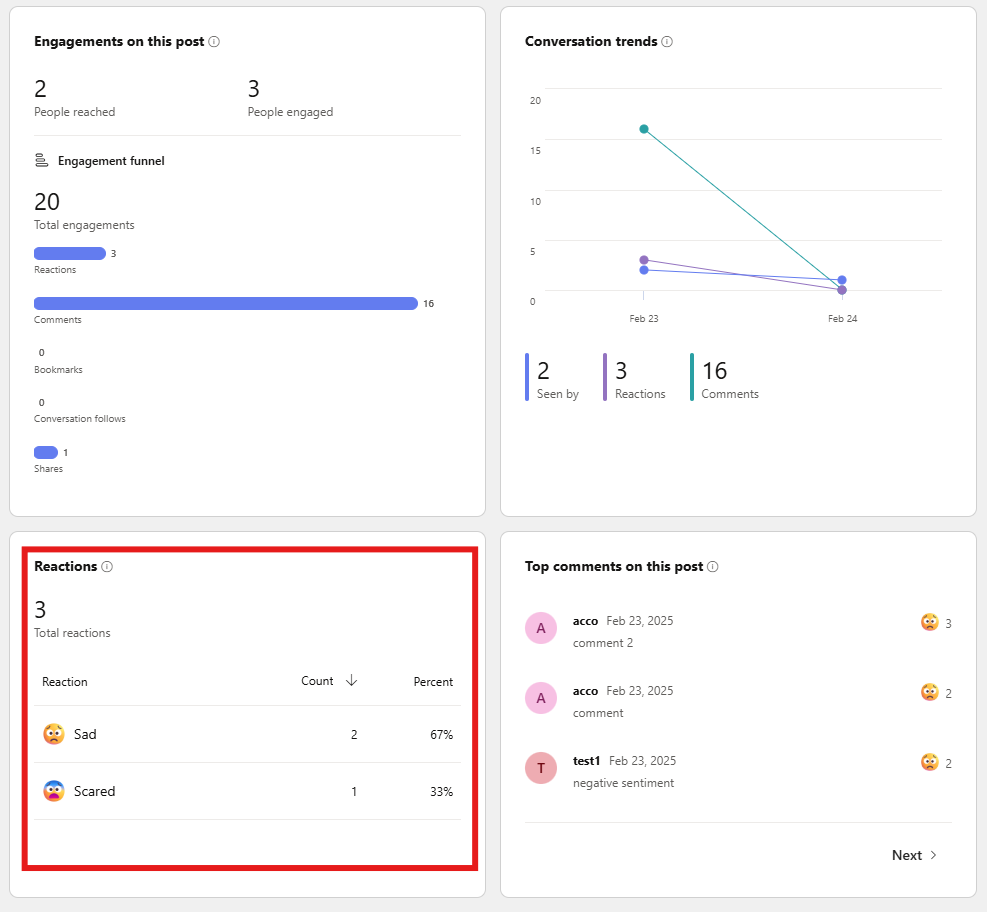 Engagements on this post
2
People reached
3
People engaged
Engagement funnel
20
Total engagements
3
Reactions
16
Comments
0
Bookmarks
0
Conversation follows
1
Shares
Conversation trends
20
15
10
5
0
Feb 23 Feb 24
2
Seen by
3
Reactions
16
Comments
Reactions
3
Total reactions
Reaction Count Percent
Sad 2 67%
Scared 1 33%
Top comments on this post
A
acco Feb 23, 2025
comment 2
3
A
acco Feb 23, 2025
comment
2
T
test1 Feb 23, 2025
negative sentiment
2
Next